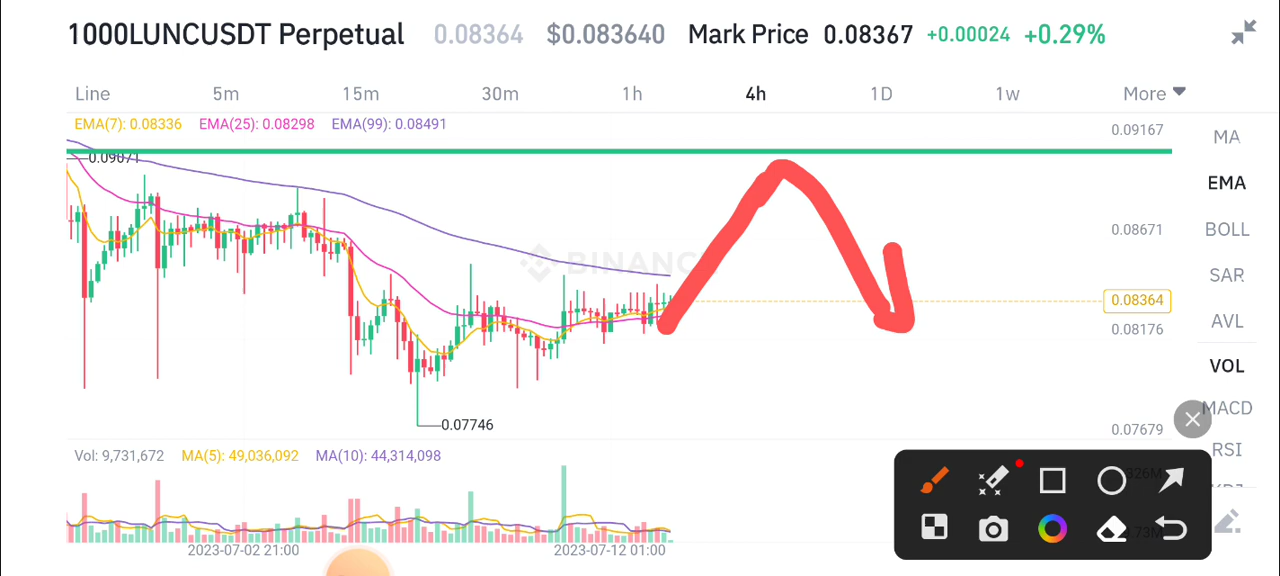 1000LUNCUSDT Perpetual 0.08364 $0.083640 Mark Price 0.08367 +0.00024 +0.29%
Line 5m 15m 30m 1h 4h 1D 1w More
EMA(7): 0.08336 EMA(25): 0.08298 EMA(99): 0.08491
0.09167
MA
0.09071
EMA
0.08671
BOLL
BINANC
SAR
0.08364
0.08176
AVL
VOL
MACD
0.07746
0.07679
RSI
Vol: 9,731,672 MA(5): 49,036,092 MA(10): 44,314,098
2023-07-02 21:00 2023-07-12 01:00